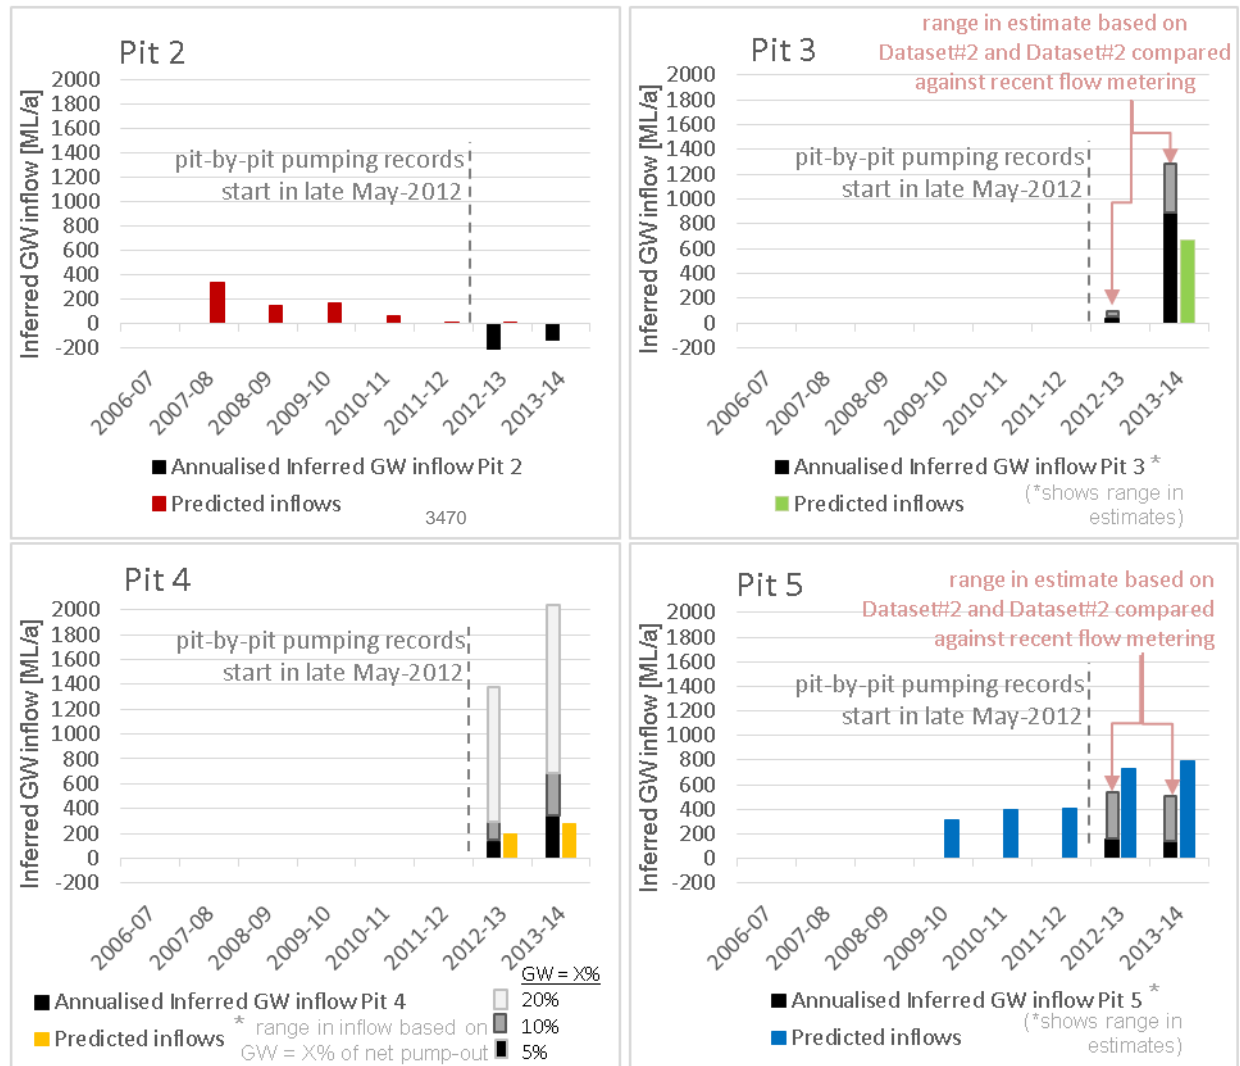 Pit 2
Inferred GW inflow [ML/a]
2000
1800
1600
1400
1200
1000
800
600
400
200
0
-200
pit-by-pit pumping records
start in late May-2012
2006-07
2007-08
2008-09
2009-10
2010-11
2011-12
2012-13
2013-14
Annualised Inferred GW inflow Pit 2
Predicted inflows
3470
Pit 3
range in estimate based on
Dataset#2 and Dataset#2 compared
against recent flow metering
Inferred GW inflow [ML/a]
2000
1800
1600
1400
1200
1000
800
600
400
200
0
-200
pit-by-pit pumping records
start in late May-2012
2006-07
2007-08
2008-09
2009-10
2010-11
2011-12
2012-13
2013-14
Annualised Inferred GW inflow Pit 3 *
Predicted inflows
(*shows range in
estimates)
Pit 4
Inferred GW inflow [ML/a]
2000
1800
1600
1400
1200
1000
800
600
400
200
0
-200
pit-by-pit pumping records
start in late May-2012
2006-07
2007-08
2008-09
2009-10
2010-11
2011-12
2012-13
2013-14
Annualised Inferred GW inflow Pit 4
Predicted inflows
* range in inflow based on
GW = X% of net pump-out
GW = X%
20%
10%
5%
Pit 5
range in estimate based on
Dataset#2 and Dataset#2 compared
against recent flow metering
Inferred GW inflow [ML/a]
2000
1800
1600
1400
1200
1000
800
600
400
200
0
-200
pit-by-pit pumping records
start in late May-2012
2006-07
2007-08
2008-09
2009-10
2010-11
2011-12
2012-13
2013-14
Annualised Inferred GW inflow Pit 5 *
Predicted inflows
(*shows range in
estimates)